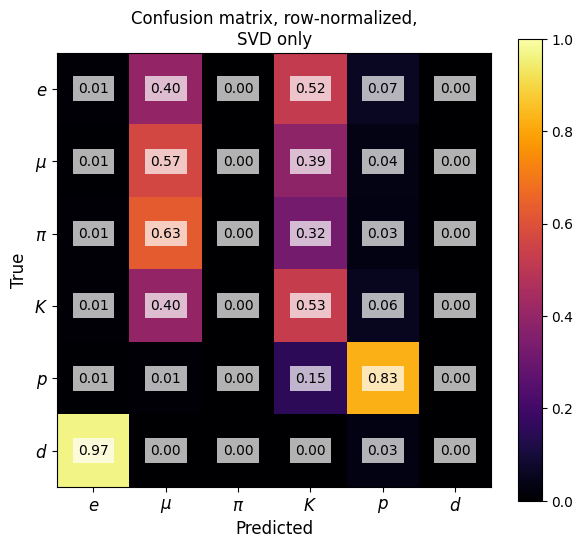 Confusion matrix, row-normalized,
SVD only
e 0.01 0.40 0.00 0.52 0.07 0.00
μ 0.01 0.57 0.00 0.39 0.04 0.00
π 0.01 0.63 0.00 0.32 0.03 0.00
K 0.01 0.40 0.00 0.53 0.06 0.00
p 0.01 0.01 0.00 0.15 0.83 0.00
d 0.97 0.00 0.00 0.00 0.03 0.00
e μ π K p d
Predicted
True
1.0
0.8
0.6
0.4
0.2
0.0